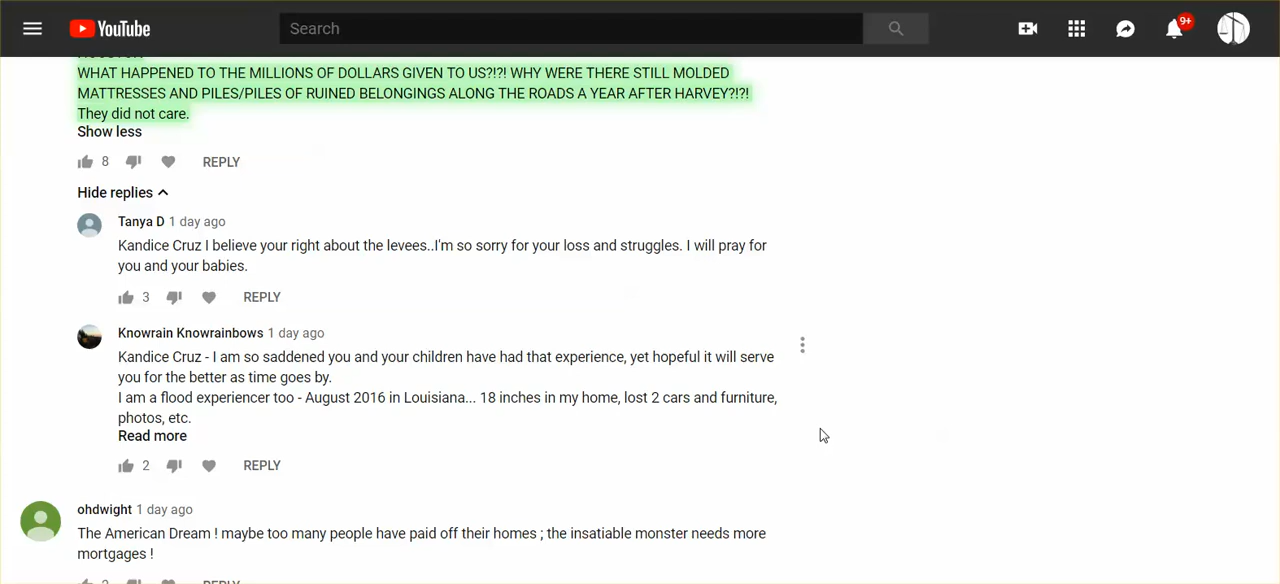 YouTube
Search
9+
WHAT HAPPENED TO THE MILLIONS OF DOLLARS GIVEN TO US?!?! WHY WERE THERE STILL MOLDED
MATTRESSES AND PILES/PILES OF RUINED BELONGINGS ALONG THE ROADS A YEAR AFTER HARVEY?!?!
They did not care.
Show less
8
REPLY
Hide replies
Tanya D 1 day ago
Kandice Cruz I believe your right about the levees..I'm so sorry for your loss and struggles. I will pray for
you and your babies.
3
REPLY
Knowrain Knowrainbows 1 day ago
Kandice Cruz - I am so saddened you and your children have had that experience, yet hopeful it will serve
you for the better as time goes by.
I am a flood experiencer too - August 2016 in Louisiana... 18 inches in my home, lost 2 cars and furniture,
photos, etc.
Read more
2
REPLY
ohdwight 1 day ago
The American Dream ! maybe too many people have paid off their homes ; the insatiable monster needs more
mortgages !
REPLY